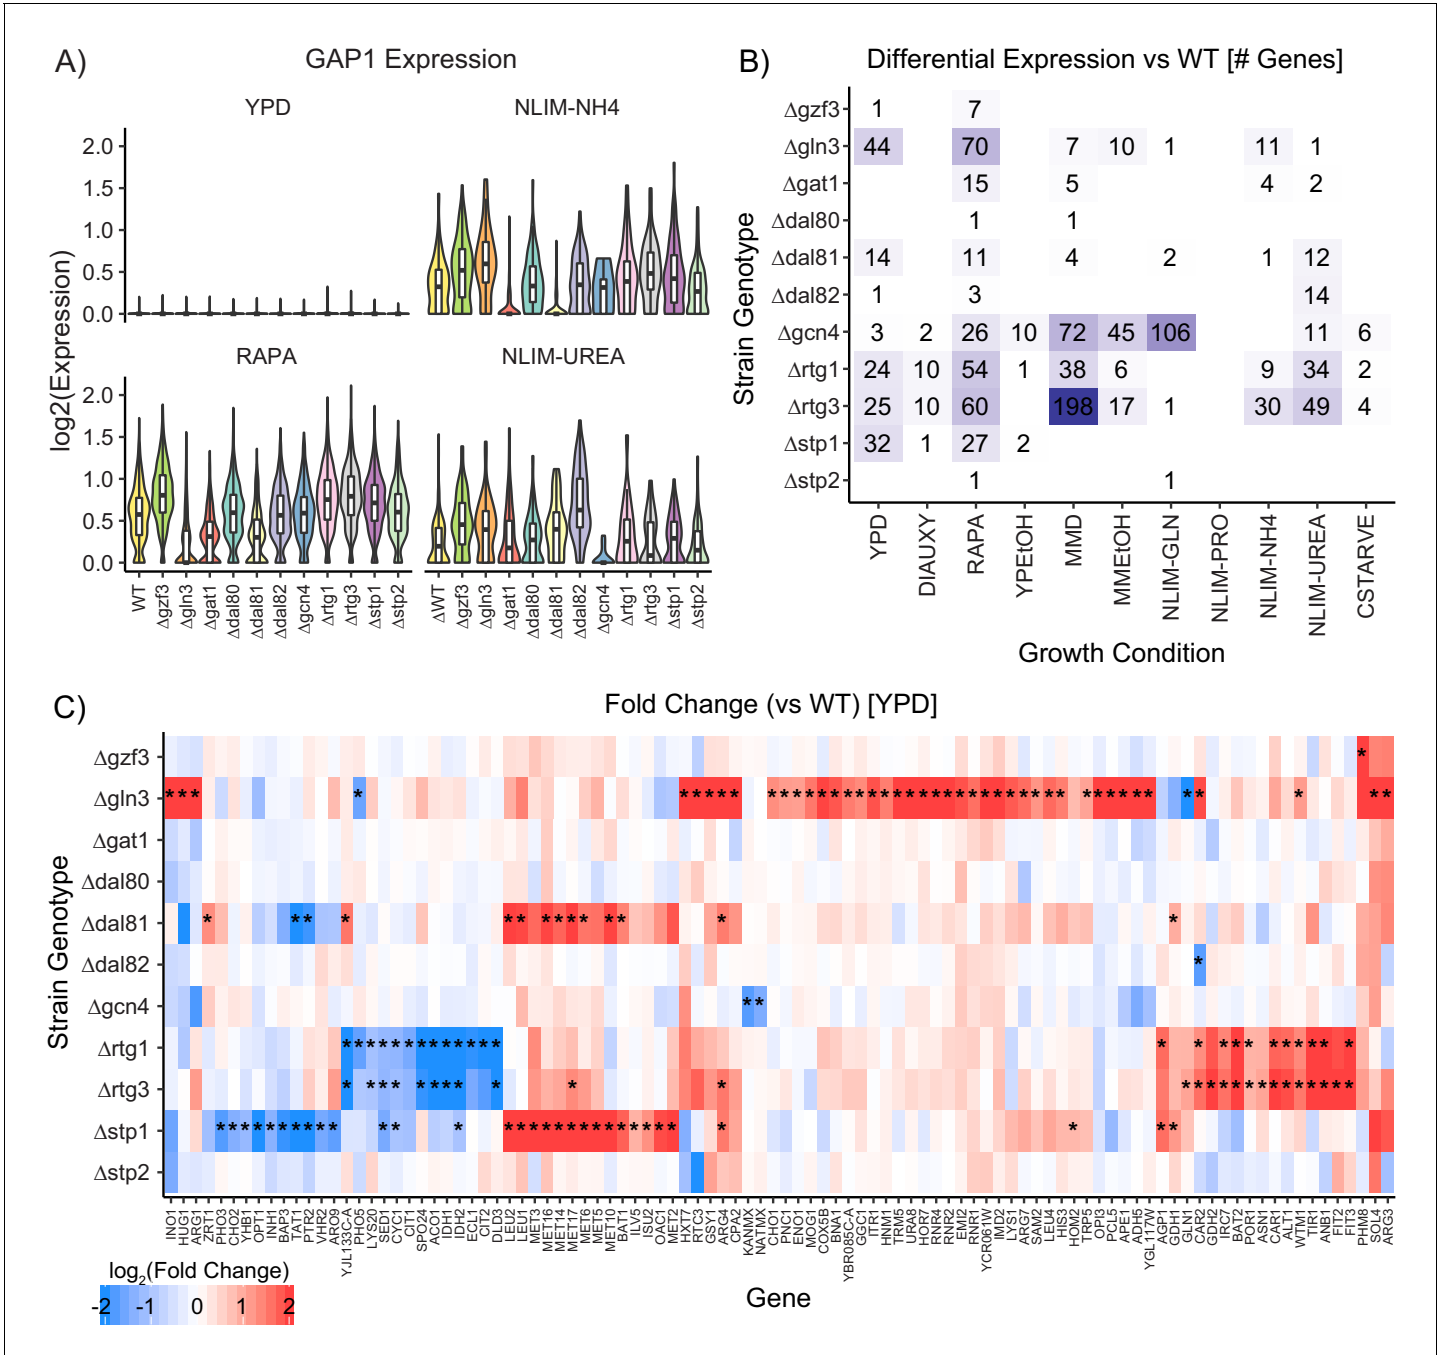 A)
GAP1 Expression
YPD
NLIM-NH4
2.0
1.5
1.0
0.5
0.0
RAPA
NLIM-UREA
2.0
1.5
1.0
0.5
0.0
log2(Expression)
WT
Δgzf3
Δgln3
Δgat1
Δdal80
Δdal81
Δdal82
Δgcn4
Δrtg1
Δrtg3
Δstp1
Δstp2
ΔWT
Δgzf3
Δgln3
Δgat1
Δdal80
Δdal81
Δdal82
Δgcn4
Δrtg1
Δrtg3
Δstp1
Δstp2
B)
Differential Expression vs WT [# Genes]
Strain Genotype
Δgzf3 1 7
Δgln3 44 70 7 10 1 11 1
Δgat1 15 5 4 2
Δdal80 1 1
Δdal81 14 11 4 2 1 12
Δdal82 1 3 14
Δgcn4 3 2 26 10 72 45 106 11 6
Δrtg1 24 10 54 1 38 6 9 34 2
Δrtg3 25 10 60 198 17 1 30 49 4
Δstp1 32 1 27 2
Δstp2 1 1
YPD
DIAUXY
RAPA
YPEtOH
MMD
MMEtOH
NLIM-GLN
NLIM-PRO
NLIM-NH4
NLIM-UREA
CSTARVE
Growth Condition
C)
Fold Change (vs WT) [YPD]
Strain Genotype
Δgzf3
Δgln3
Δgat1
Δdal80
Δdal81
Δdal82
Δgcn4
Δrtg1
Δrtg3
Δstp1
Δstp2
INO1
HUG1
ARG1
ZRT1
PHO3
CHO2
YHB1
OPT1
INH1
BAP3
TAT1
PTR2
VHR2
ARO9
YJL133C-A
PHO5
LYS20
SED1
CYC1
CIT1
SPO24
ACO1
IDH1
IDH2
ECL1
CIT2
DLD3
LEU2
LEU1
MET3
MET16
MET14
MET17
MET6
MET5
MET10
BAT1
ILV5
ISU2
OAC1
MET2
HXT7
RTC3
GSY1
ARG4
CPA2
KANMX
NATMX
CHO1
PNC1
ENO1
MOG1
COX5B
BNA1
YBR085C-A
GGC1
ITR1
HNM1
TRM5
URA8
HOR7
RNR4
RNR2
EMI2
RNR1
YCR061W
IMD2
LYS1
ARG7
SAM2
LEU4
HIS3
HOM2
TRP5
OPI3
PCL5
APE1
ADH5
YGL117W
AGP1
GDH1
GLN1
CAR2
GDH2
IRC7
BAT2
POR1
ASN1
CAR1
ALT1
WTM1
TIR1
ANB1
FIT2
FIT3
PHM8
SOL4
ARG3
Gene
log2(Fold Change)
-2 -1 0 1 2